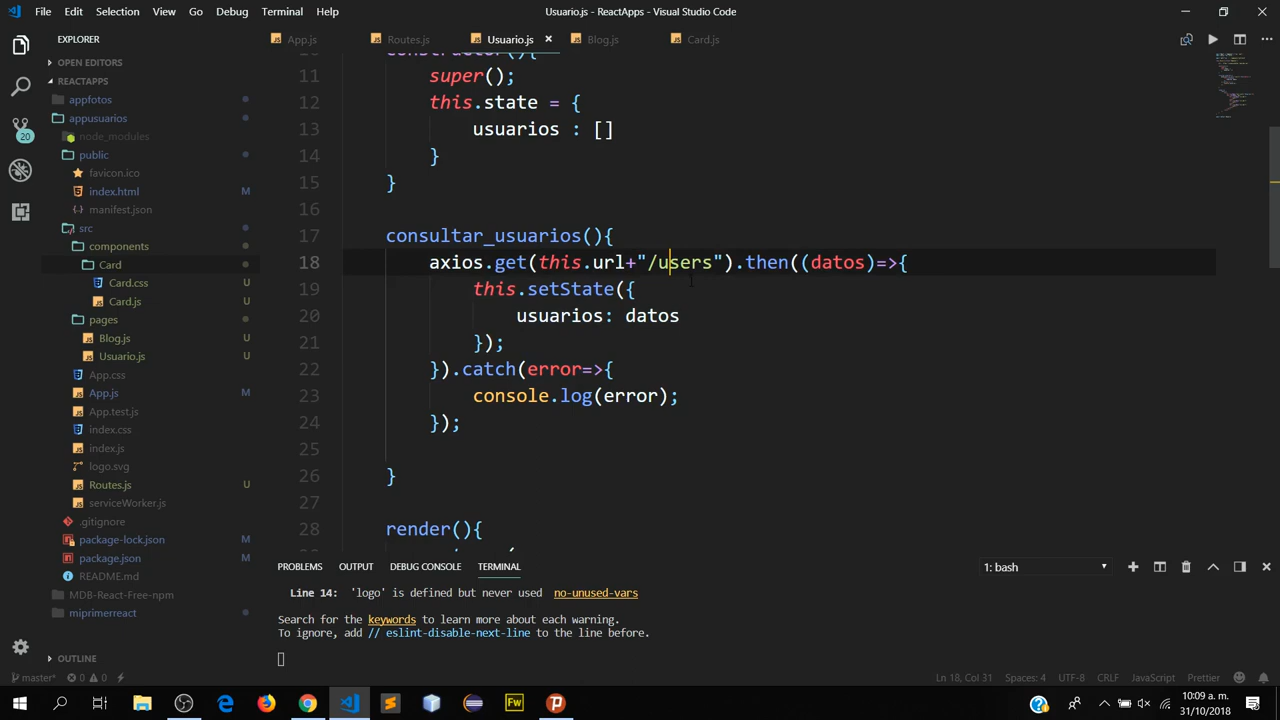 File Edit Selection View Go Debug Terminal Help
Usuario.js - ReactApps - Visual Studio Code
EXPLORER
App.js
Routes.js
Usuario.js
Blog.js
Card.js
OPEN EDITORS
REACTAPPS
appfotos
appusuarios
node_modules
public
favicon.ico
index.html M
manifest.json
src
components
Card
Card.css U
Card.js U
pages
Blog.js U
Usuario.js U
App.css
App.js M
App.test.js
index.css
index.js
logo.svg
Routes.js U
serviceWorker.js
.gitignore
package-lock.json M
package.json M
README.md
MDB-React-Free-npm
miprimerreact
OUTLINE
20
11 super();
12 this.state = {
13 usuarios : []
14 }
15 }
16
17 consultar_usuarios(){
18 axios.get(this.url+"/users").then((datos)=>{
19 this.setState({
20 usuarios: datos
21 });
22 }).catch(error=>{
23 console.log(error);
24 });
25
26 }
27
28 render(){
PROBLEMS OUTPUT DEBUG CONSOLE TERMINAL
1: bash
Line 14: 'logo' is defined but never used no-unused-vars
Search for the keywords to learn more about each warning.
To ignore, add // eslint-disable-next-line to the line before.
master* 0 0
Ln 18, Col 31 Spaces: 4 UTF-8 CRLF JavaScript Prettier
Fw
10:09 a. m.
31/10/2018